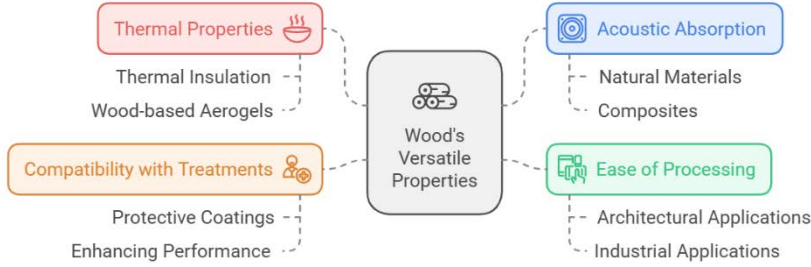 Thermal Properties
Thermal Insulation
Wood-based Aerogels
Compatibility with Treatments
Protective Coatings
Enhancing Performance
Wood's
Versatile
Properties
Acoustic Absorption
Natural Materials
Composites
Ease of Processing
Architectural Applications
Industrial Applications